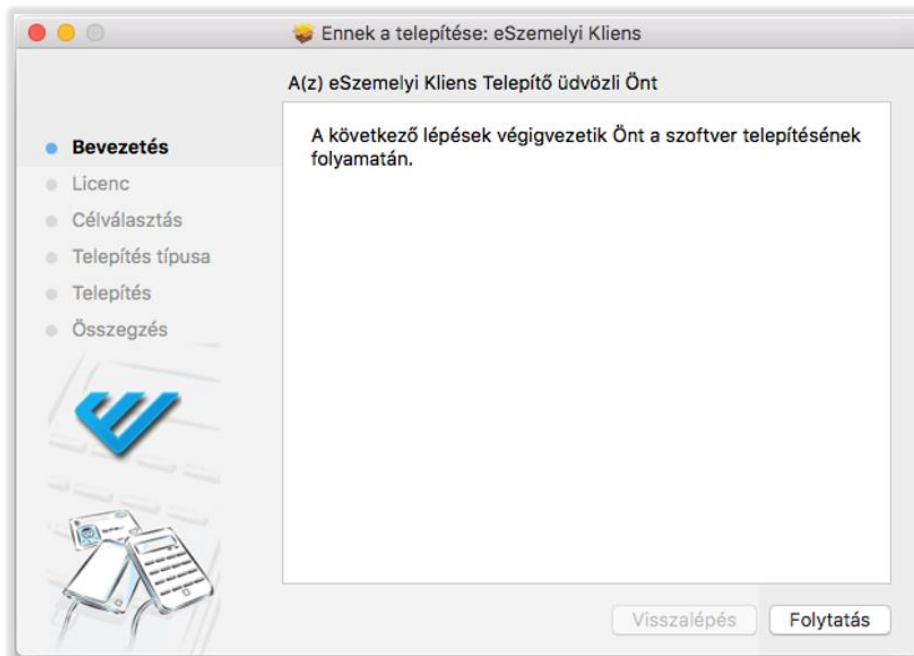 Ennek a telepítése: eSzemelyi Kliens
A(z) eSzemelyi Kliens Telepítő üdvözli Önt
Bevezetés
Licenc
Célválasztás
Telepítés típusa
Telepítés
Összegzés
A következő lépések végigvezetik Önt a szoftver telepítésének
folyamatán.
Visszalépés
Folytatás